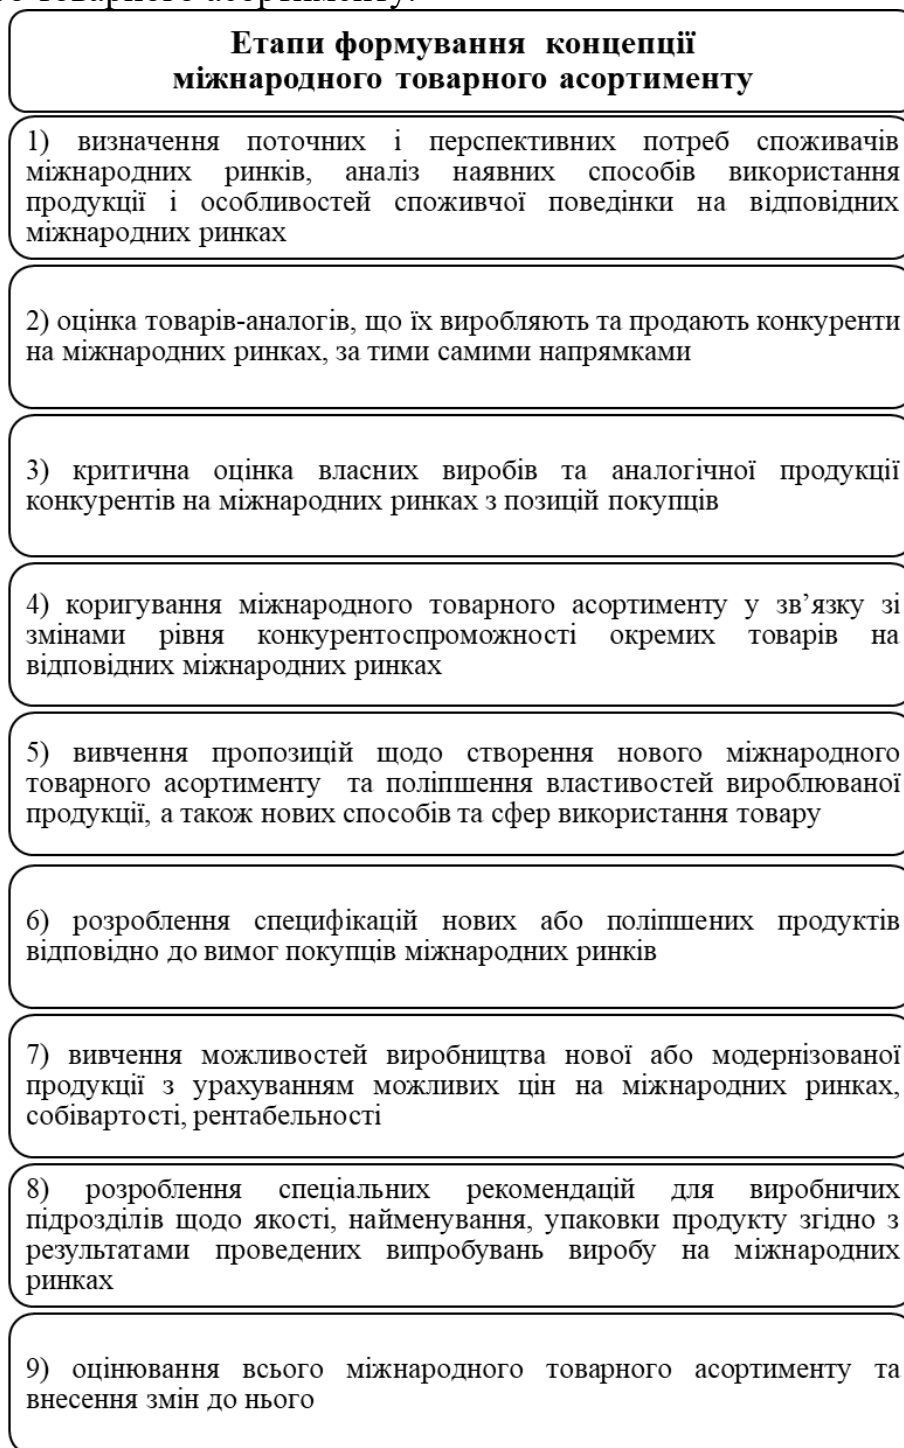 товарного асортименту.
Етапи формування концепції
міжнародного товарного асортименту
1) визначення поточних і перспективних потреб споживачів
міжнародних ринків, аналіз наявних способів використання
продукції і особливостей споживчої поведінки на відповідних
міжнародних ринках
2) оцінка товарів-аналогів, що їх виробляють та продають конкуренти
на міжнародних ринках, за тими самими напрямками
3) критична оцінка власних виробів та аналогічної продукції
конкурентів на міжнародних ринках з позицій покупців
4) коригування міжнародного товарного асортименту у зв’язку зі
змінами рівня конкурентоспроможності окремих товарів на
відповідних міжнародних ринках
5) вивчення пропозицій щодо створення нового міжнародного
товарного асортименту та поліпшення властивостей вироблюваної
продукції, а також нових способів та сфер використання товару
6) розроблення специфікацій нових або поліпшених продуктів
відповідно до вимог покупців міжнародних ринків
7) вивчення можливостей виробництва нової або модернізованої
продукції з урахуванням можливих цін на міжнародних ринках,
собівартості, рентабельності
8) розроблення спеціальних рекомендацій для виробничих
підрозділів щодо якості, найменування, упаковки продукту згідно з
результатами проведених випробувань виробу на міжнародних
ринках
9) оцінювання всього міжнародного товарного асортименту та
внесення змін до нього